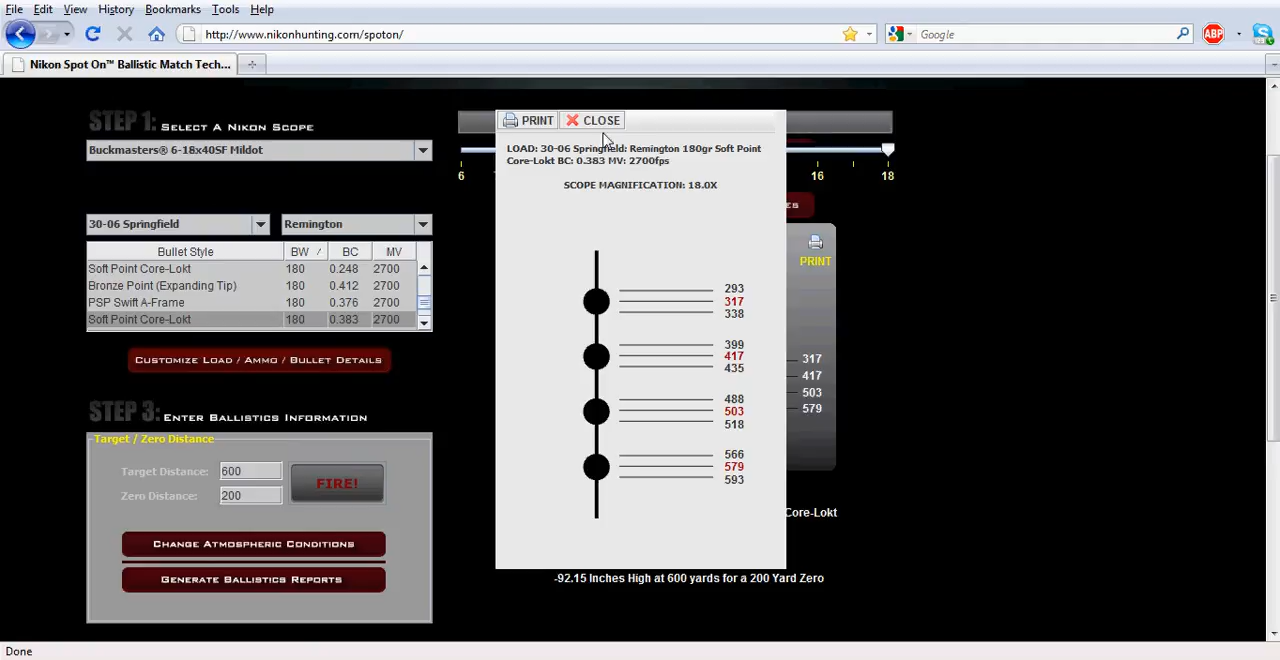 File Edit View History Bookmarks Tools Help
http://www.nikonhunting.com/spoton/
Google
ABP
Nikon Spot On™ Ballistic Match Tech...
STEP 1: SELECT A NIKON SCOPE
Buckmasters® 6-18x40SF Mildot
30-06 Springfield
Remington
Bullet Style BW / BC MV
Soft Point Core-Lokt 180 0.248 2700
Bronze Point (Expanding Tip) 180 0.412 2700
PSP Swift A-Frame 180 0.376 2700
Soft Point Core-Lokt 180 0.383 2700
CUSTOMIZE LOAD / AMMO / BULLET DETAILS
STEP 3: ENTER BALLISTICS INFORMATION
Target / Zero Distance
Target Distance: 600
Zero Distance: 200
FIRE!
CHANGE ATMOSPHERIC CONDITIONS
GENERATE BALLISTICS REPORTS
PRINT CLOSE
LOAD: 30-06 Springfield: Remington 180gr Soft Point
Core-Lokt BC: 0.383 MV: 2700fps
SCOPE MAGNIFICATION: 18.0X
293
317
338
399
417
435
488
503
518
566
579
593
6
16
18
ES
PRINT
317
417
503
579
Core-Lokt
-92.15 Inches High at 600 yards for a 200 Yard Zero
Done